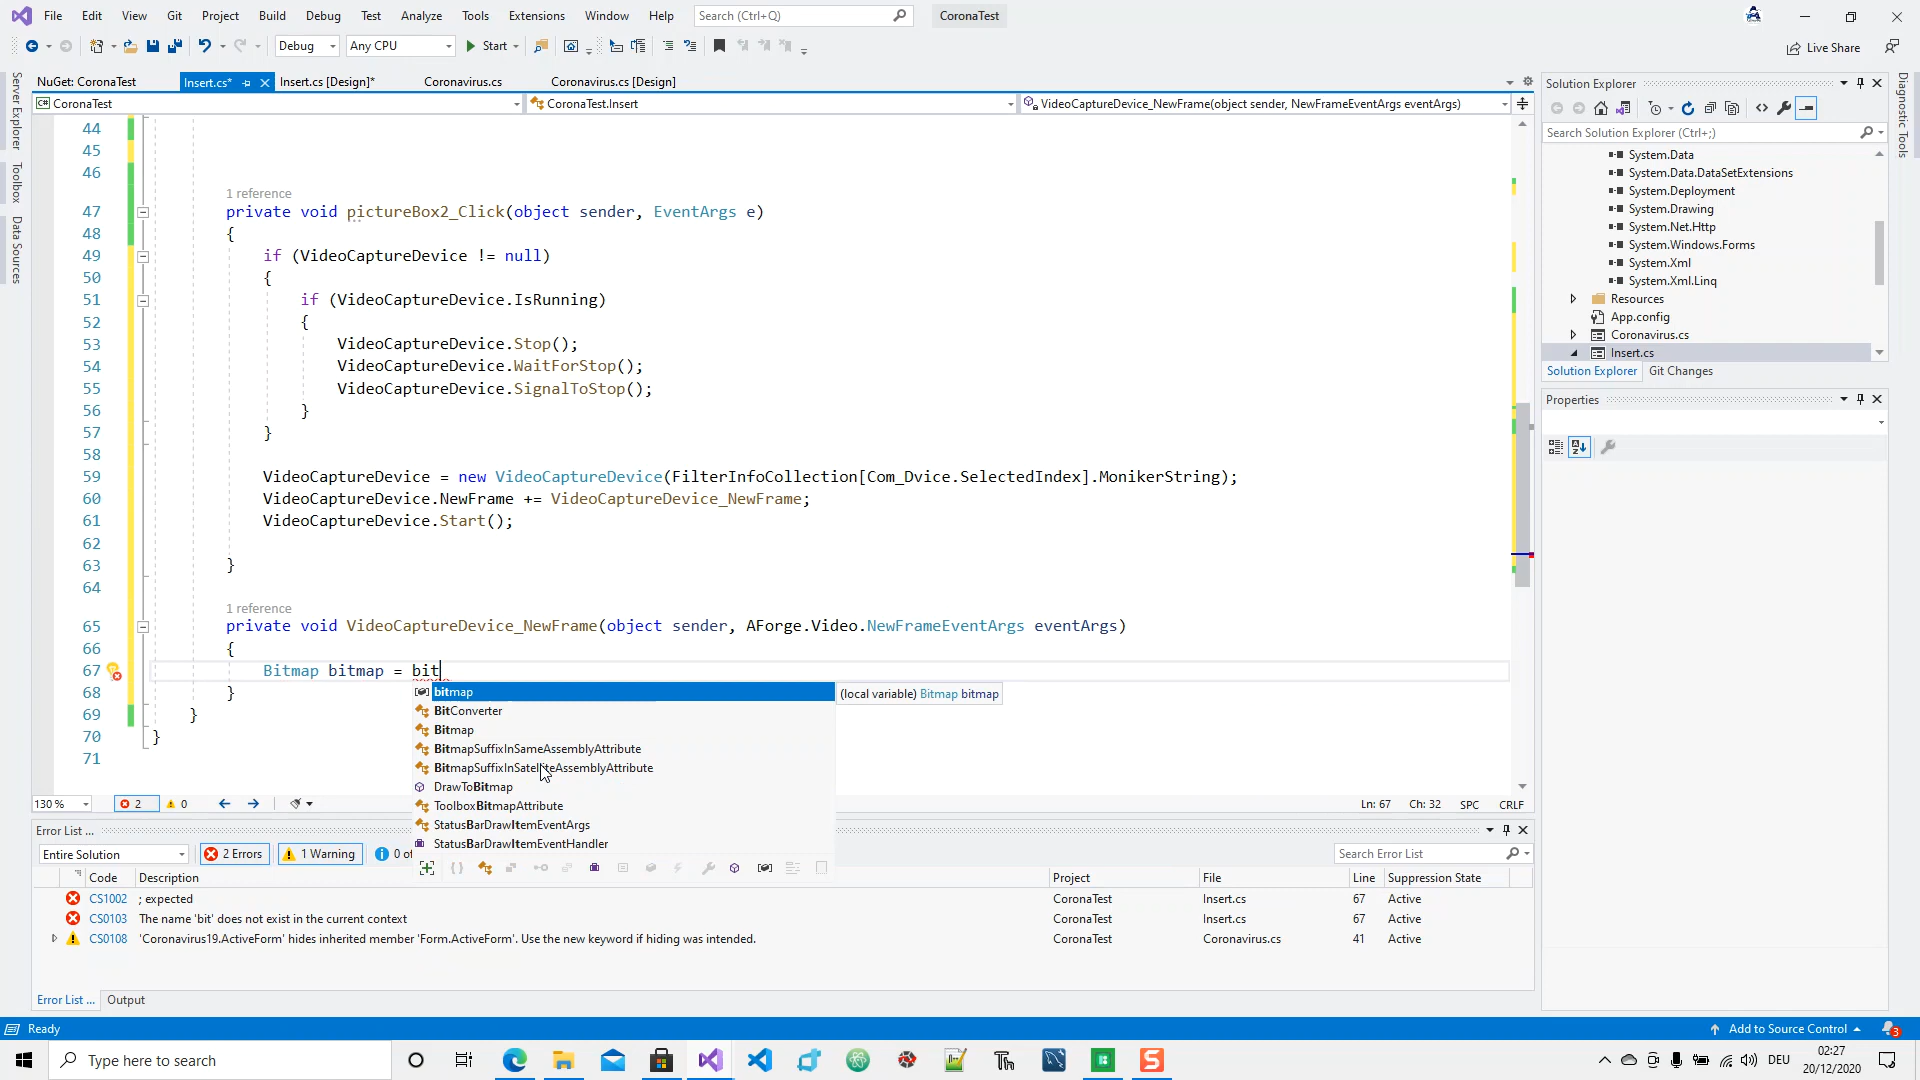 File Edit View Git Project Build Debug Test Analyze Tools Extensions Window Help Search (Ctrl+Q) CoronaTest
Debug Any CPU Start Live Share
NuGet: CoronaTest Insert.cs* Insert.cs [Design]* Coronavirus.cs Coronavirus.cs [Design]
CoronaTest CoronaTest.Insert VideoCaptureDevice_NewFrame(object sender, NewFrameEventArgs eventArgs)
Server Explorer
Toolbox
Data Sources
44
45
46
1 reference
47 private void pictureBox2_Click(object sender, EventArgs e)
48 {
49 if (VideoCaptureDevice != null)
50 {
51 if (VideoCaptureDevice.IsRunning)
52 {
53 VideoCaptureDevice.Stop();
54 VideoCaptureDevice.WaitForStop();
55 VideoCaptureDevice.SignalToStop();
56 }
57 }
58
59 VideoCaptureDevice = new VideoCaptureDevice(FilterInfoCollection[Com_Dvice.SelectedIndex].MonikerString);
60 VideoCaptureDevice.NewFrame += VideoCaptureDevice_NewFrame;
61 VideoCaptureDevice.Start();
62
63 }
64
1 reference
65 private void VideoCaptureDevice_NewFrame(object sender, AForge.Video.NewFrameEventArgs eventArgs)
66 {
67 Bitmap bitmap = bit
68 }
69 }
70 }
71
bitmap (local variable) Bitmap bitmap
BitConverter
Bitmap
BitmapSuffixInSameAssemblyAttribute
BitmapSuffixInSatelliteAssemblyAttribute
DrawToBitmap
ToolboxBitmapAttribute
StatusBarDrawItemEventArgs
StatusBarDrawItemEventHandler
130 % 2 0 Ln: 67 Ch: 32 SPC CRLF
Error List ...
Entire Solution 2 Errors 1 Warning 0 of Search Error List
Code Description Project File Line Suppression State
CS1002 ; expected CoronaTest Insert.cs 67 Active
CS0103 The name 'bit' does not exist in the current context CoronaTest Insert.cs 67 Active
CS0108 'Coronavirus19.ActiveForm' hides inherited member 'Form.ActiveForm'. Use the new keyword if hiding was intended. CoronaTest Coronavirus.cs 41 Active
Error List ... Output
Solution Explorer
Search Solution Explorer (Ctrl+;)
System.Data
System.Data.DataSetExtensions
System.Deployment
System.Drawing
System.Net.Http
System.Windows.Forms
System.Xml
System.Xml.Linq
Resources
App.config
Coronavirus.cs
Insert.cs
Solution Explorer Git Changes
Properties
Diagnostic Tools
Ready Add to Source Control 3
Type here to search DEU 02:27
20/12/2020